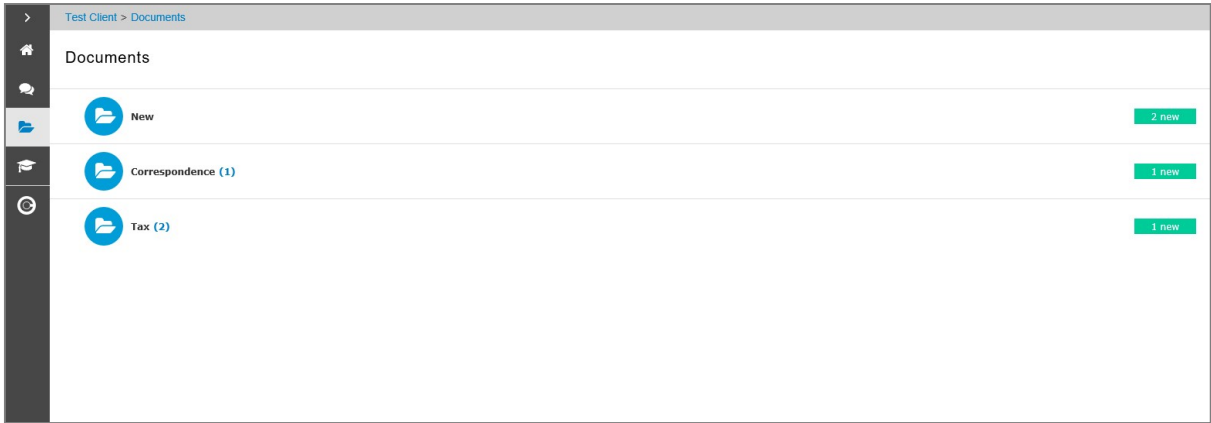 Test Client > Documents
Documents
New 2 new
Correspondence (1) 1 new
Tax (2) 1 new